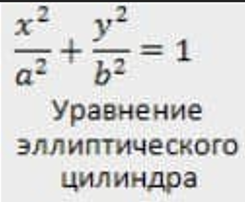 x²/a² + y²/b² = 1
Уравнение
эллиптического
цилиндра